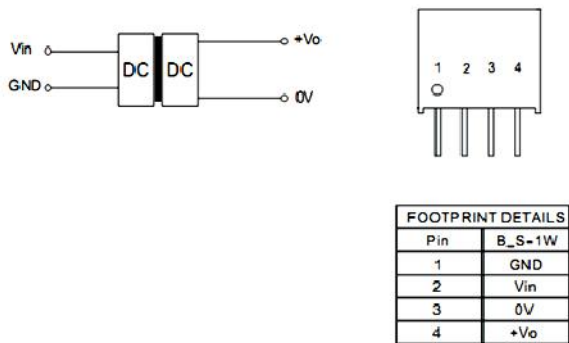 Vin
GND
DC DC
+Vo
0V
1 2 3 4
FOOTPRINT DETAILS
Pin B_S-1W
1 GND
2 Vin
3 0V
4 +Vo